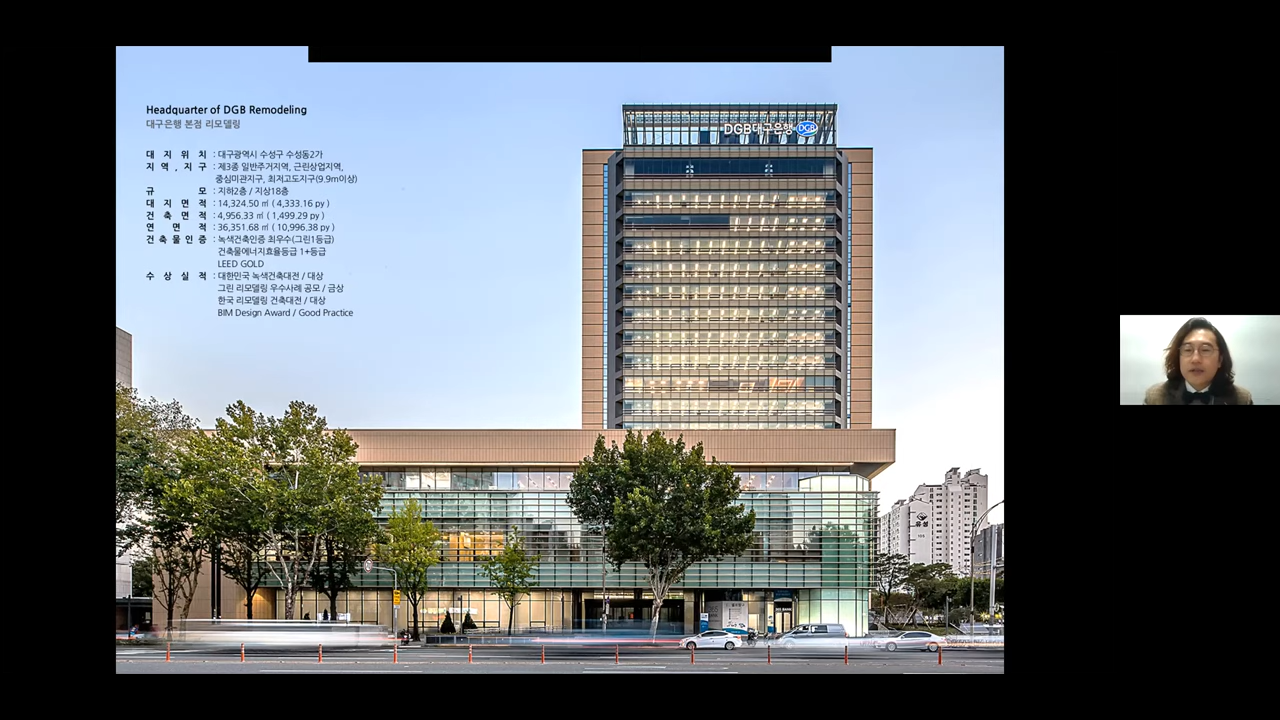 Headquarter of DGB Remodeling
대구은행 본점 리모델링
대 지 위 치 : 대구광역시 수성구 수성동2가
지 역 , 지 구 : 제3종 일반주거지역, 근린상업지역,
중심미관지구, 최저고도지구(9.9m이상)
규 모 : 지하2층 / 지상18층
대 지 면 적 : 14,324.50 ㎡ ( 4,333.16 py )
건 축 면 적 : 4,956.33 ㎡ ( 1,499.29 py )
연 면 적 : 36,351.68 ㎡ ( 10,996.38 py )
건 축 물 인 증 : 녹색건축인증 최우수(그린1등급)
건축물에너지효율등급 1+등급
LEED GOLD
수 상 실 적 : 대한민국 녹색건축대전 / 대상
그린 리모델링 우수사례 공모 / 금상
한국 리모델링 건축대전 / 대상
BIM Design Award / Good Practice
DGB대구은행 DGB
유성
105